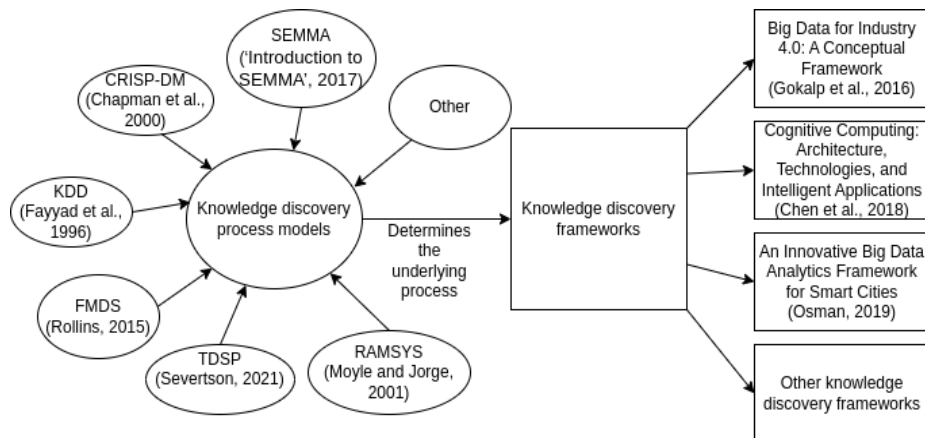 SEMMA
('Introduction to
SEMMA', 2017)
CRISP-DM
(Chapman et al.,
2000)
Other
KDD
(Fayyad et al.,
1996)
Knowledge discovery
process models
FMDS
(Rollins, 2015)
TDSP
(Severtson, 2021)
RAMSYS
(Moyle and Jorge,
2001)
Determines
the
underlying
process
Knowledge discovery
frameworks
Big Data for Industry
4.0: A Conceptual
Framework
(Gokalp et al., 2016)
Cognitive Computing:
Architecture,
Technologies, and
Intelligent Applications
(Chen et al., 2018)
An Innovative Big Data
Analytics Framework
for Smart Cities
(Osman, 2019)
Other knowledge
discovery frameworks